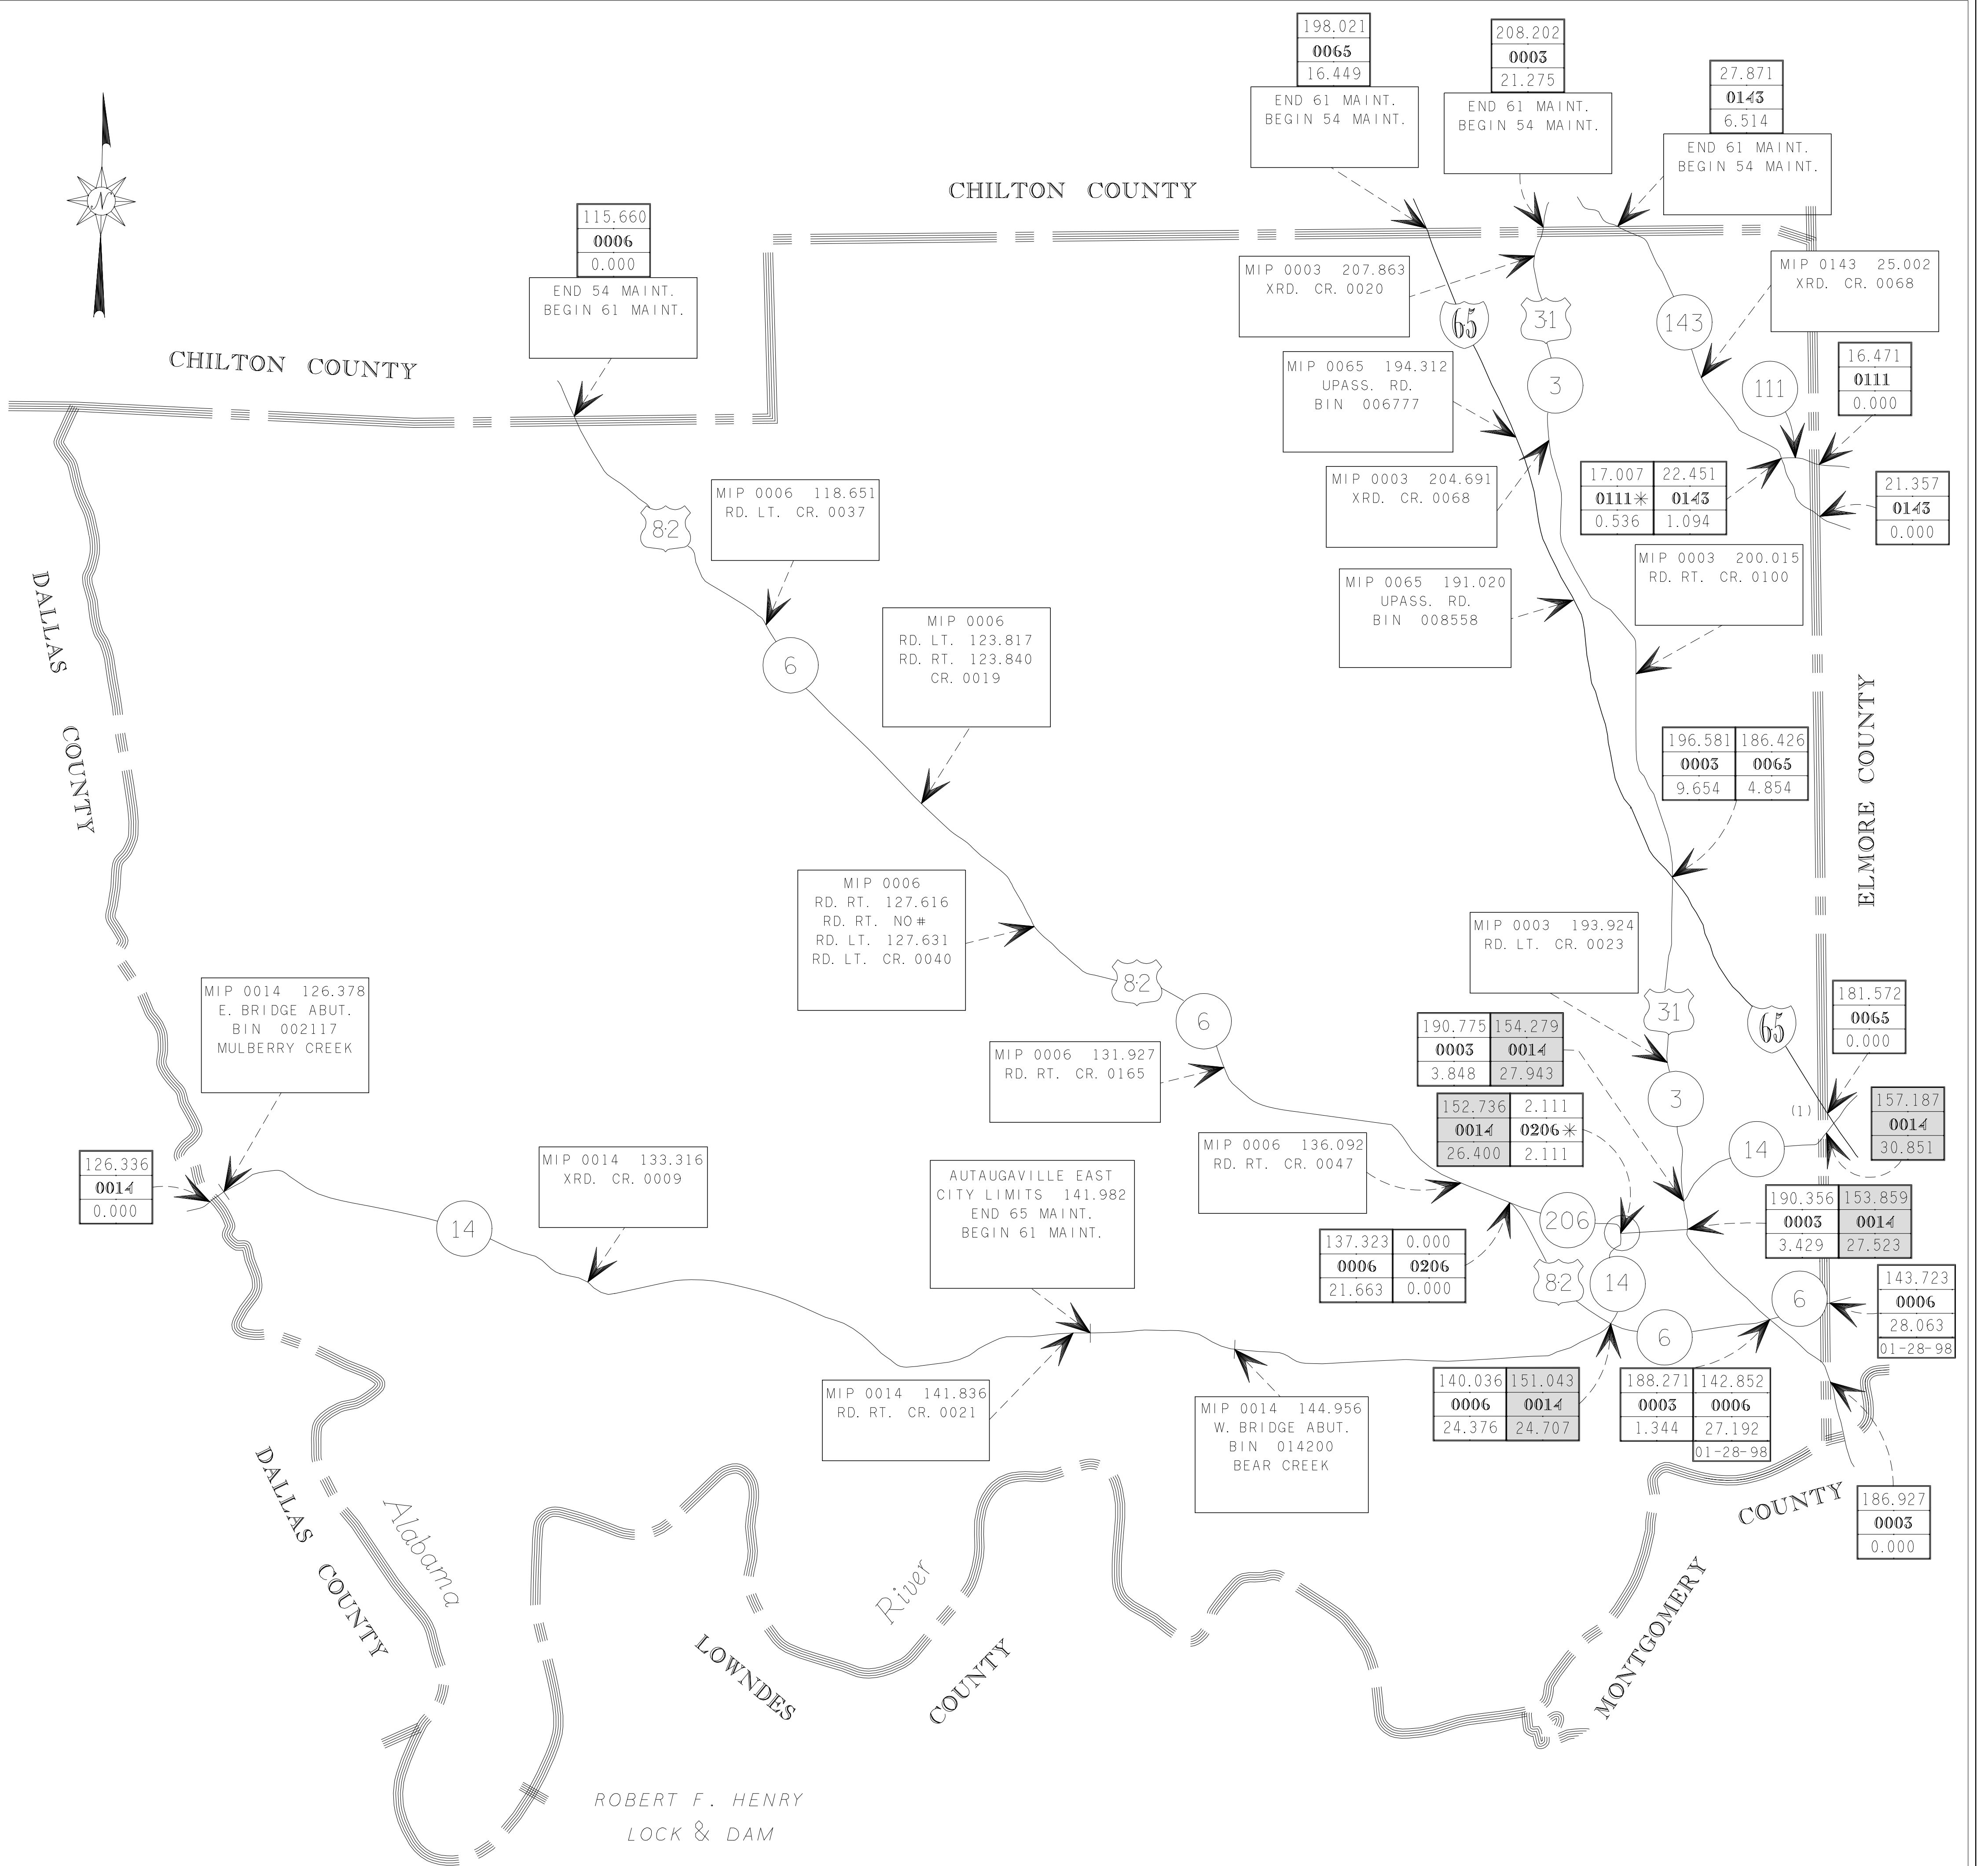 198.021
0065
16.449
END 61 MAINT.
BEGIN 54 MAINT.
208.202
0003
21.275
END 61 MAINT.
BEGIN 54 MAINT.
27.871
0143
6.514
END 61 MAINT.
BEGIN 54 MAINT.
N
CHILTON COUNTY
115.660
0006
0.000
END 54 MAINT.
BEGIN 61 MAINT.
CHILTON COUNTY
MIP 0003 207.863
XRD. CR. 0020
MIP 0143 25.002
XRD. CR. 0068
65
31
143
3
111
MIP 0065 194.312
UPASS. RD.
BIN 006777
16.471
0111
0.000
MIP 0003 204.691
XRD. CR. 0068
17.007 22.451
0111* 0143
0.536 1.094
21.357
0143
0.000
MIP 0006 118.651
RD. LT. CR. 0037
82
MIP 0003 200.015
RD. RT. CR. 0100
MIP 0065 191.020
UPASS. RD.
BIN 008558
DALLAS
COUNTY
6
MIP 0006
RD. LT. 123.817
RD. RT. 123.840
CR. 0019
ELMORE COUNTY
196.581 186.426
0003 0065
9.654 4.854
MIP 0006
RD. RT. 127.616
RD. RT. NO #
RD. LT. 127.631
RD. LT. CR. 0040
MIP 0003 193.924
RD. LT. CR. 0023
82
6
31
65
181.572
0065
0.000
MIP 0014 126.378
E. BRIDGE ABUT.
BIN 002117
MULBERRY CREEK
190.775 154.279
0003 0014
3.848 27.943
MIP 0006 131.927
RD. RT. CR. 0165
3
(1)
157.187
0014
30.851
152.736 2.111
0014 0206*
26.400 2.111
MIP 0006 136.092
RD. RT. CR. 0047
14
126.336
0014
0.000
MIP 0014 133.316
XRD. CR. 0009
14
AUTAUGAVILLE EAST
CITY LIMITS 141.982
END 65 MAINT.
BEGIN 61 MAINT.
190.356 153.859
0003 0014
3.429 27.523
206
137.323 0.000
0006 0206
21.663 0.000
82
14
6
143.723
0006
28.063
01-28-98
6
MIP 0014 141.836
RD. RT. CR. 0021
MIP 0014 144.956
W. BRIDGE ABUT.
BIN 014200
BEAR CREEK
140.036 151.043
0006 0014
24.376 24.707
188.271 142.852
0003 0006
1.344 27.192
01-28-98
186.927
0003
0.000
DALLAS
COUNTY
Alabama
River
LOWNDES
COUNTY
MONTGOMERY
COUNTY
ROBERT F. HENRY
LOCK & DAM